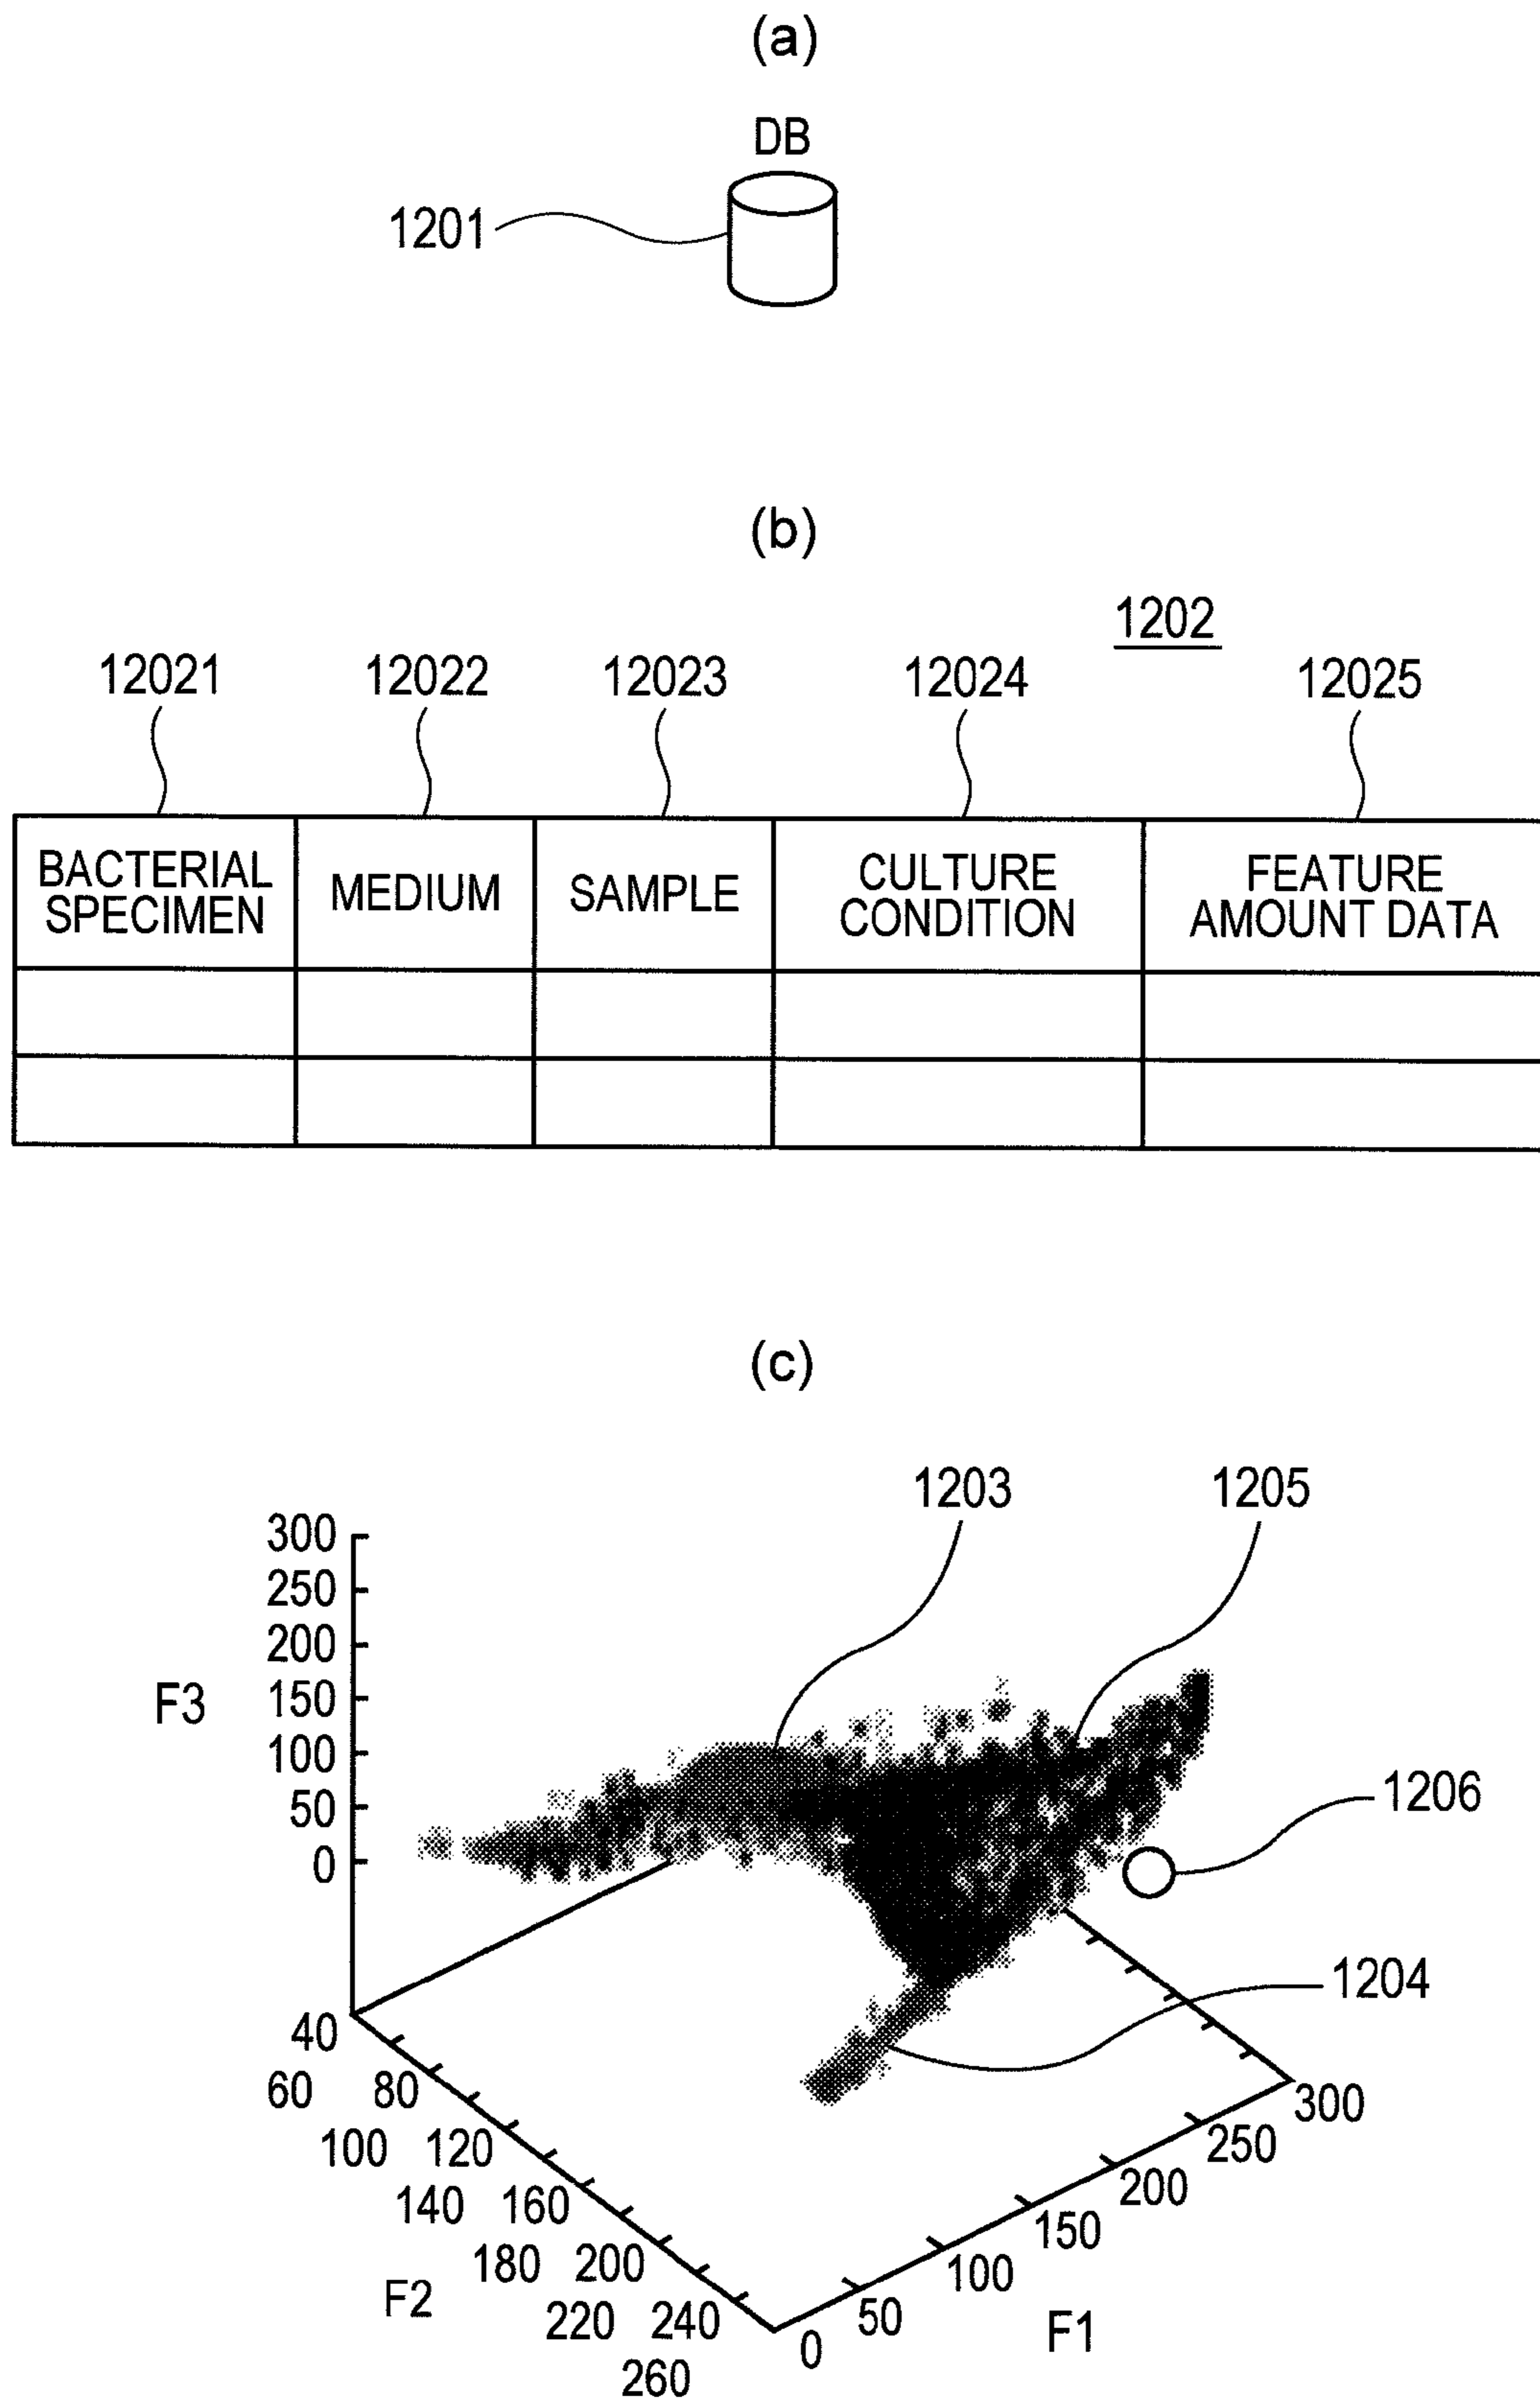 (a)
DB
1201
(b)
1202
12021 12022 12023 12024 12025
BACTERIAL SPECIMEN MEDIUM SAMPLE CULTURE CONDITION FEATURE AMOUNT DATA
(c)
1203 1205
300
250
200
F3 150
100
50
0
1206
1204
40
60 80
100 120
140 160
180 200
220 240
260
F2
0 50 100 150 200 250 300
F1